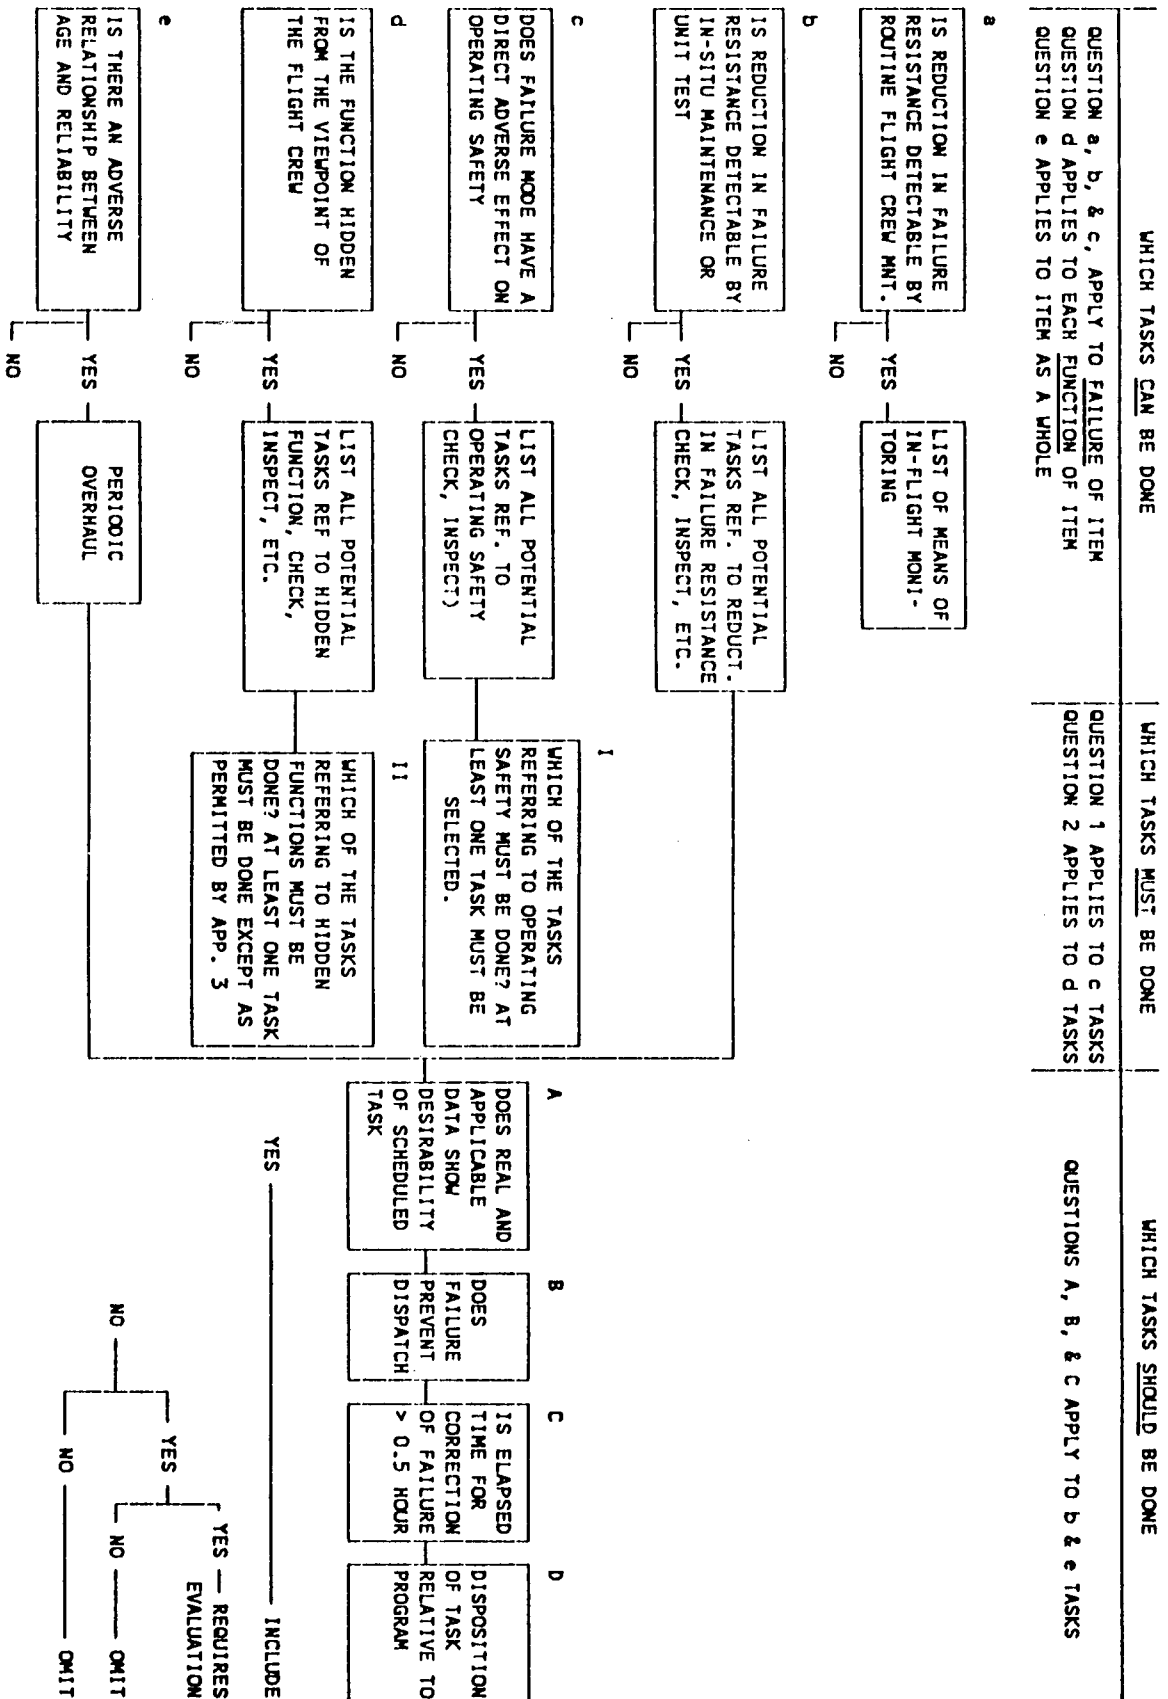 WHICH TASKS CAN BE DONE
WHICH TASKS MUST BE DONE
WHICH TASKS SHOULD BE DONE
QUESTION a, b, & c, APPLY TO FAILURE OF ITEM
QUESTION d APPLIES TO EACH FUNCTION OF ITEM
QUESTION e APPLIES TO ITEM AS A WHOLE
QUESTION 1 APPLIES TO c TASKS
QUESTION 2 APPLIES TO d TASKS
QUESTIONS A, B, & C APPLY TO b & e TASKS
a
IS REDUCTION IN FAILURE
RESISTANCE DETECTABLE BY
ROUTINE FLIGHT CREW MNT.
YES
NO
LIST OF MEANS OF
IN-FLIGHT MONI-
TORING
b
IS REDUCTION IN FAILURE
RESISTANCE DETECTABLE BY
IN-SITU MAINTENANCE OR
UNIT TEST
YES
NO
LIST ALL POTENTIAL
TASKS REF. TO REDUCT.
IN FAILURE RESISTANCE
CHECK, INSPECT, ETC.
c
DOES FAILURE MODE HAVE A
DIRECT ADVERSE EFFECT ON
OPERATING SAFETY
YES
NO
LIST ALL POTENTIAL
TASKS REF. TO
OPERATING SAFETY
CHECK, INSPECT)
I
WHICH OF THE TASKS
REFERRING TO OPERATING
SAFETY MUST BE DONE? AT
LEAST ONE TASK MUST BE
SELECTED.
d
IS THE FUNCTION HIDDEN
FROM THE VIEWPOINT OF
THE FLIGHT CREW
YES
NO
LIST ALL POTENTIAL
TASKS REF TO HIDDEN
FUNCTION, CHECK,
INSPECT, ETC.
II
WHICH OF THE TASKS
REFERRING TO HIDDEN
FUNCTIONS MUST BE
DONE? AT LEAST ONE TASK
MUST BE DONE EXCEPT AS
PERMITTED BY APP. 3
e
IS THERE AN ADVERSE
RELATIONSHIP BETWEEN
AGE AND RELIABILITY
YES
NO
PERIODIC
OVERHAUL
A
DOES REAL AND
APPLICABLE
DATA SHOW
DESIRABILITY
OF SCHEDULED
TASK
B
DOES
FAILURE
PREVENT
DISPATCH
C
IS ELAPSED
TIME FOR
CORRECTION
OF FAILURE
> 0.5 HOUR
D
DISPOSITION
OF TASK
RELATIVE TO
PROGRAM
YES
INCLUDE
NO
YES
YES
REQUIRES
EVALUATION
NO
OMIT
NO
OMIT